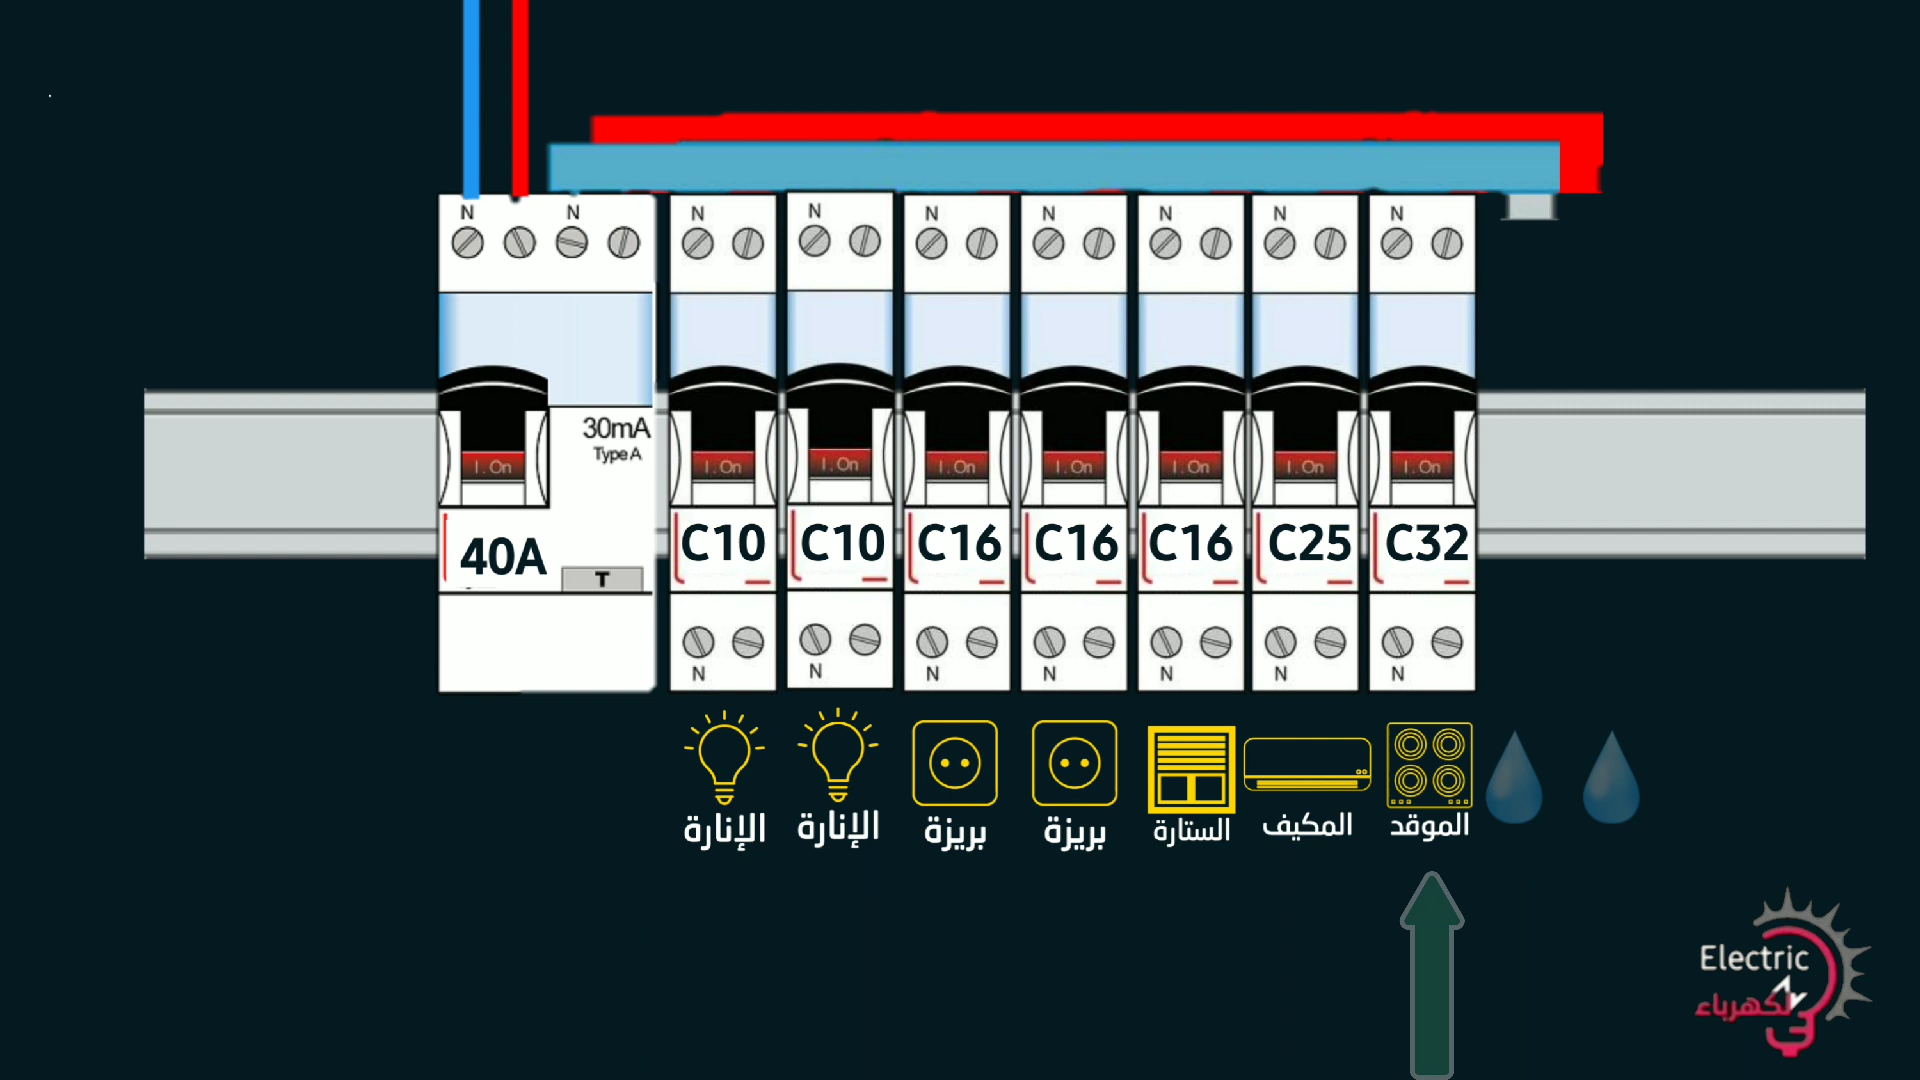 N N N N N N N N N
30mA
Type A
I.On I.On I.On I.On I.On I.On I.On I.On
40A C10 C10 C16 C16 C16 C25 C32
T
N N N N N N N
الإنارة الإنارة بريزة بريزة الستارة المكيف الموقد
Electric
لكهرباء